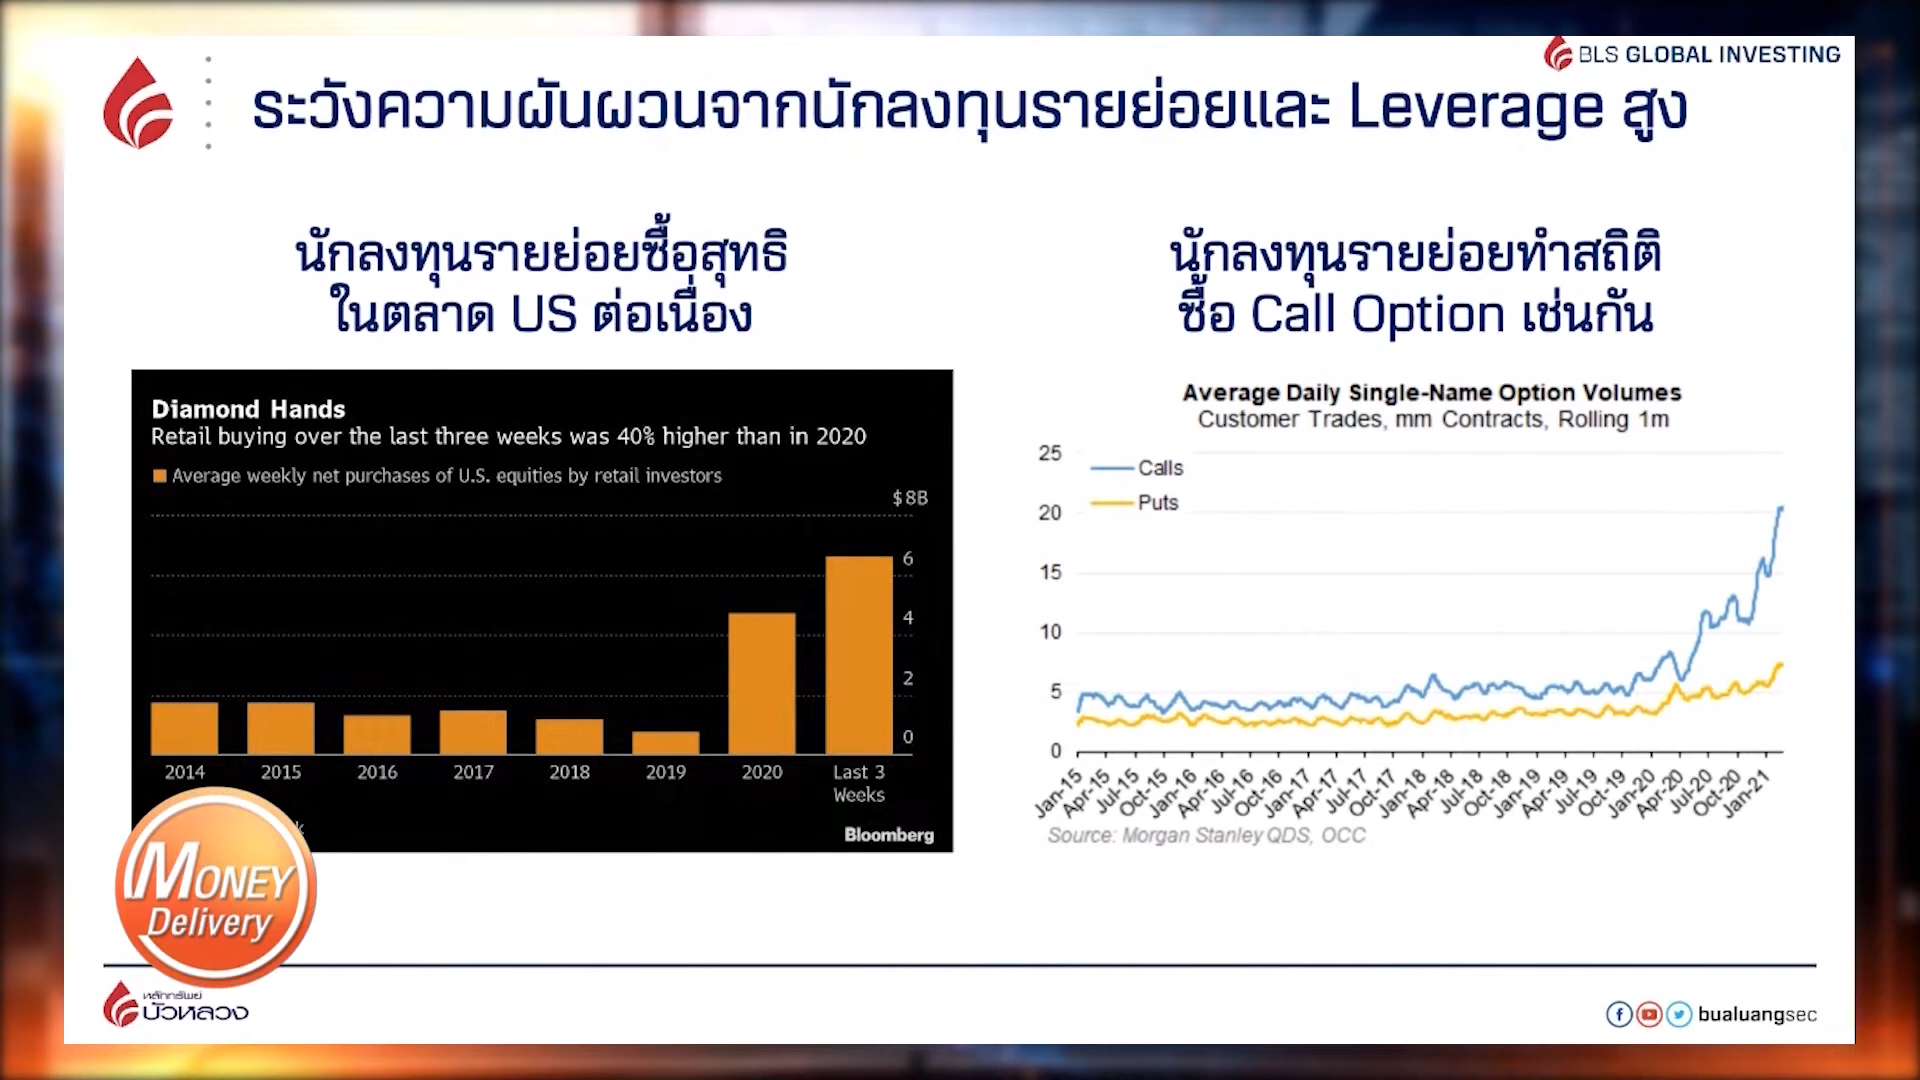 BLS GLOBAL INVESTING
ระวังความผันผวนจากนักลงทุนรายย่อยและ Leverage สูง
นักลงทุนรายย่อยซื้อสุทธิ
ในตลาด US ต่อเนื่อง
Diamond Hands
Retail buying over the last three weeks was 40% higher than in 2020
Average weekly net purchases of U.S. equities by retail investors
$8B
6
4
2
0
2014 2015 2016 2017 2018 2019 2020 Last 3
Weeks
Bloomberg
นักลงทุนรายย่อยทำสถิติ
ซื้อ Call Option เช่นกัน
Average Daily Single-Name Option Volumes
Customer Trades, mm Contracts, Rolling 1m
Calls
Puts
25
20
15
10
5
0
Jan-15 Apr-15 Jul-15 Oct-15 Jan-16 Apr-16 Jul-16 Oct-16 Jan-17 Apr-17 Jul-17 Oct-17 Jan-18 Apr-18 Jul-18 Oct-18 Jan-19 Apr-19 Jul-19 Oct-19 Jan-20 Apr-20 Jul-20 Oct-20 Jan-21
Source: Morgan Stanley QDS, OCC
MONEY
Delivery
หลักทรัพย์
บัวหลวง
bualuangsec